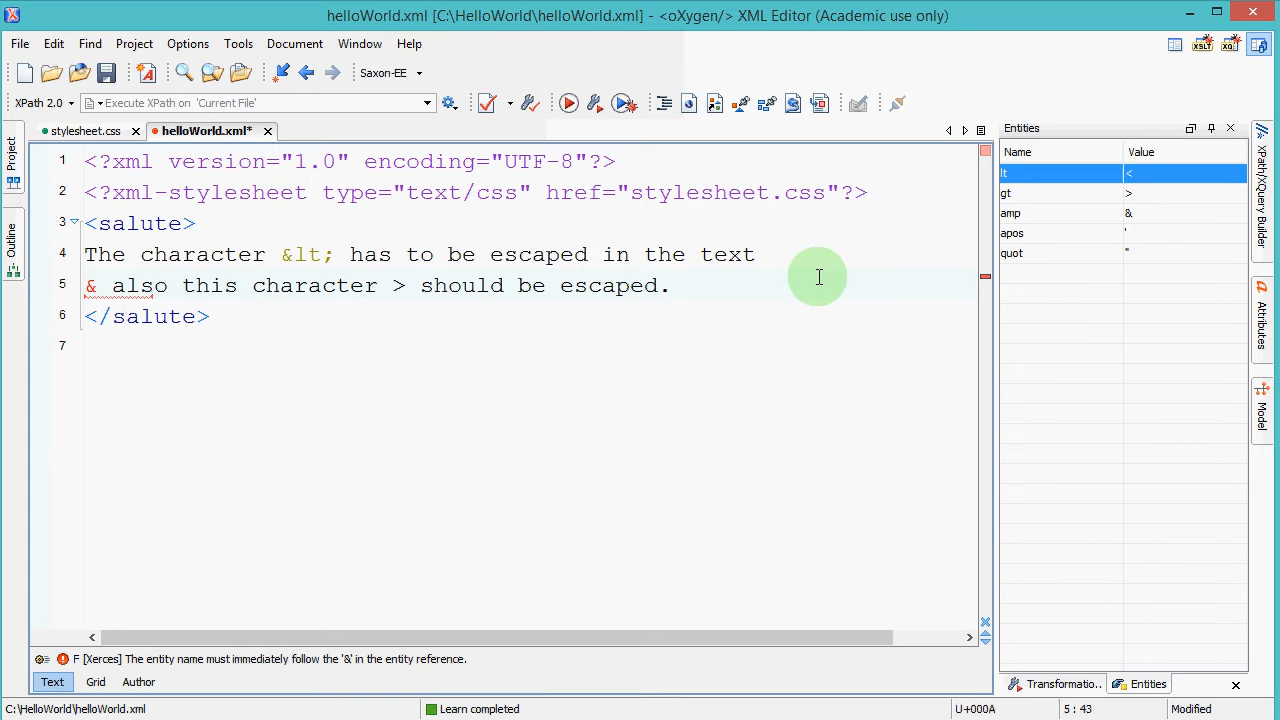 helloWorld.xml [C:\HelloWorld\helloWorld.xml] - <oXygen/> XML Editor (Academic use only)
File Edit Find Project Options Tools Document Window Help
XSLT XQ
Saxon-EE
XPath 2.0 Execute XPath on 'Current File'
stylesheet.css helloWorld.xml*
Project
Outline
1 <?xml version="1.0" encoding="UTF-8"?>
2 <?xml-stylesheet type="text/css" href="stylesheet.css"?>
3 <salute>
4 The character &lt; has to be escaped in the text
5 & also this character > should be escaped.
6 </salute>
7
Entities
Name Value
lt <
gt >
amp &
apos '
quot "
XPath/XQuery Builder
Attributes
Model
F [Xerces] The entity name must immediately follow the '&' in the entity reference.
Text Grid Author
Transformatio... Entities
C:\HelloWorld\helloWorld.xml Learn completed U+000A 5 : 43 Modified